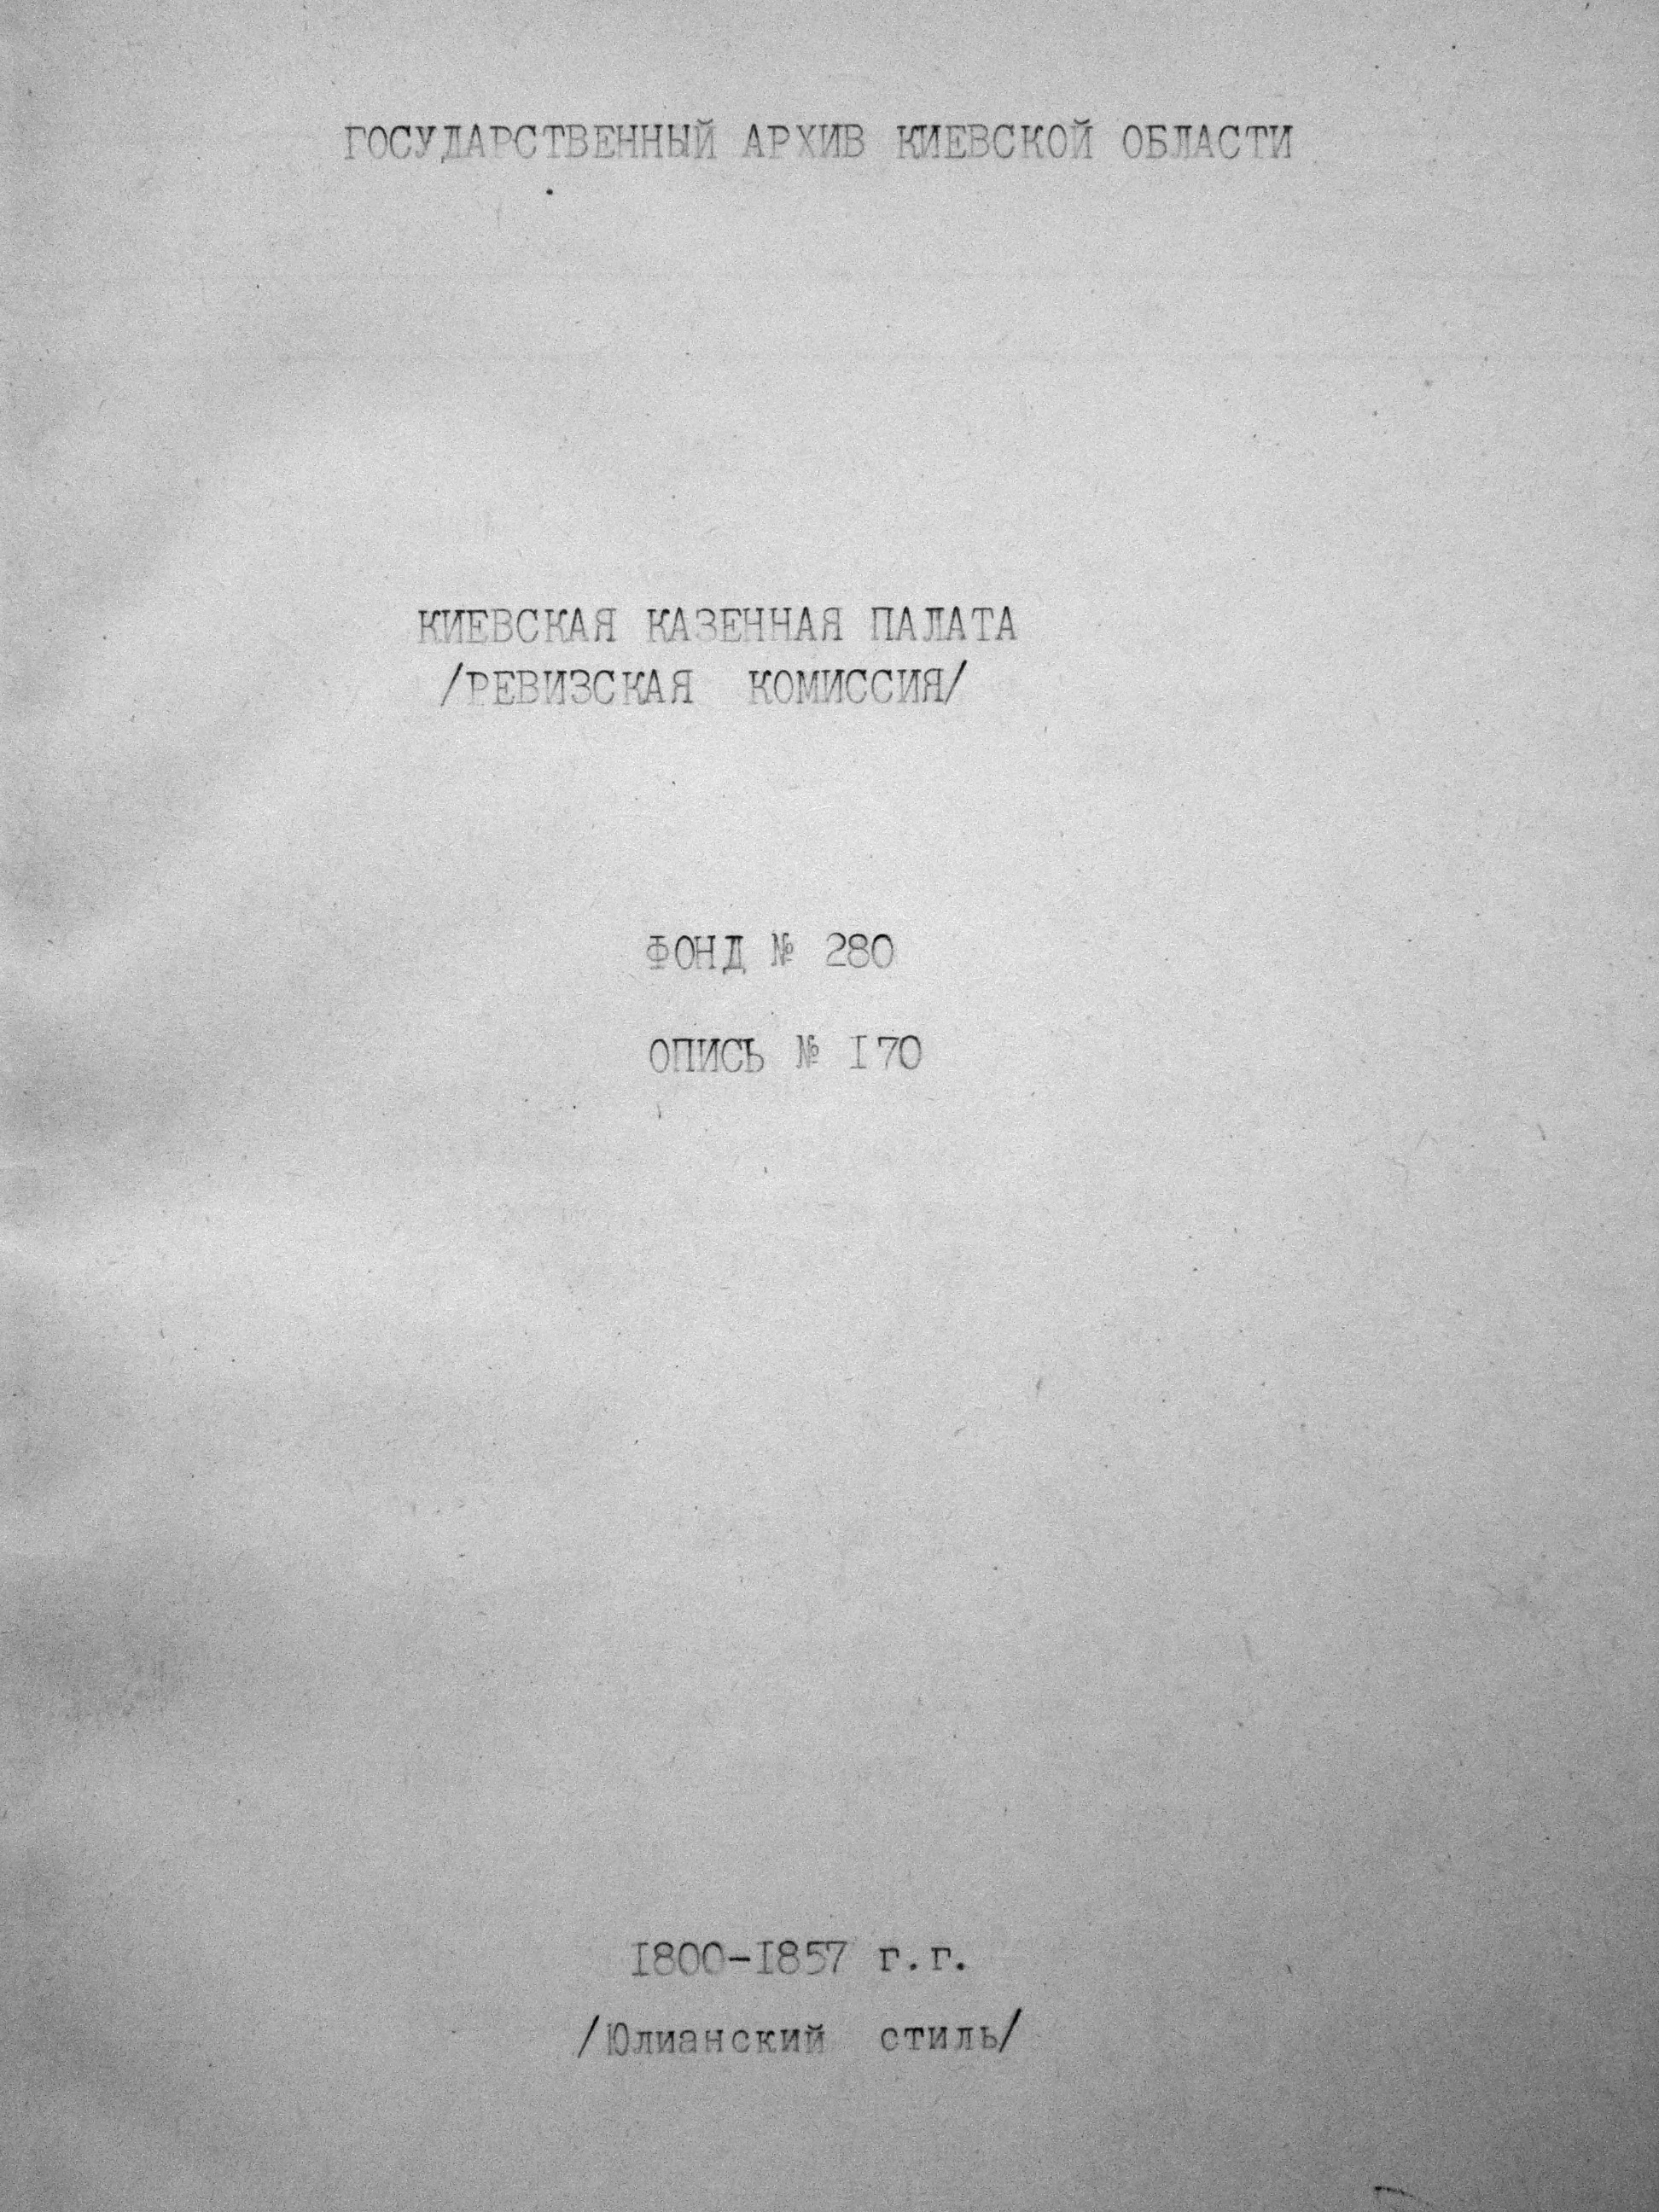 ГОСУДАРСТВЕННЫЙ АРХИВ КИЕВСКОЙ ОБЛАСТИ
КИЕВСКАЯ КАЗЕННАЯ ПАЛАТА
/РЕВИЗСКАЯ КОМИССИЯ/
ФОНД № 280
ОПИСЬ № I70
I800-I857 г.г.
/Юлианский стиль/